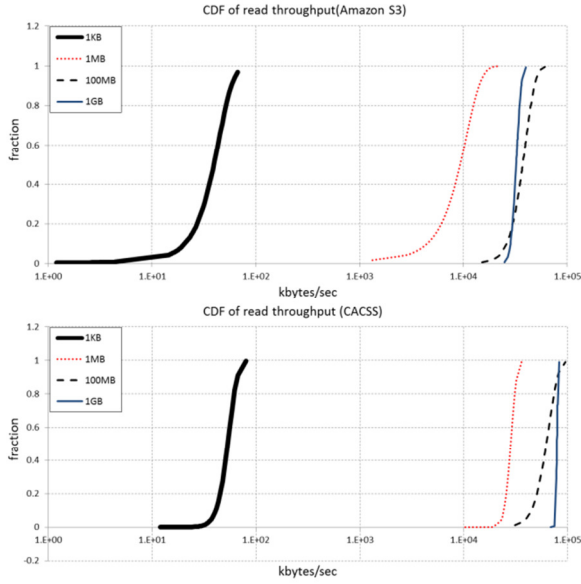 CDF of read throughput(Amazon S3)
1.2
1
0.8
0.6
0.4
0.2
0
fraction
1KB
1MB
100MB
1GB
1.E+00 1.E+01 1.E+02 1.E+03 1.E+04 1.E+05
kbytes/sec
CDF of read throughput (CACSS)
1.2
1
0.8
0.6
0.4
0.2
0
-0.2
fraction
1KB
1MB
100MB
1GB
1.E+00 1.E+01 1.E+02 1.E+03 1.E+04 1.E+05
kbytes/sec